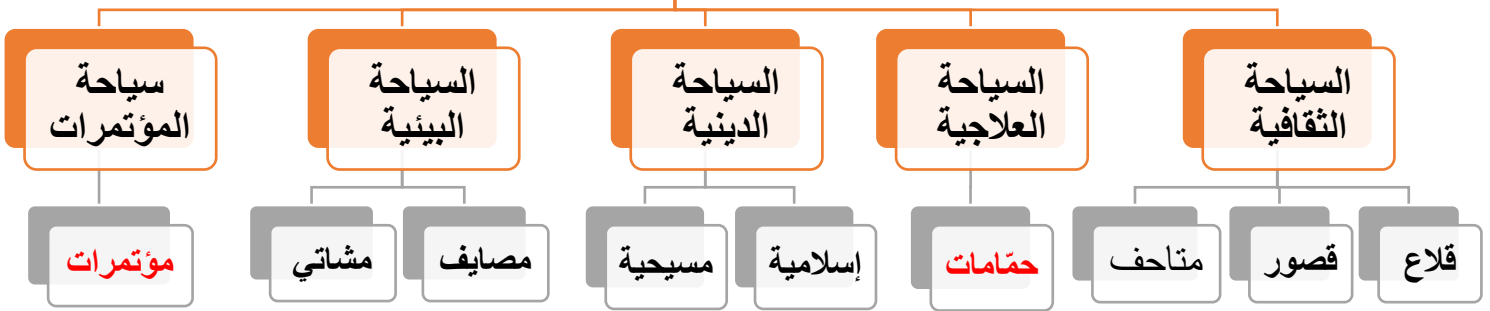 السياحة
الثقافية
السياحة
العلاجية
السياحة
الدينية
السياحة
البيئية
سياحة
المؤتمرات
قلاع
قصور
متاحف
حمّامات
إسلامية
مسيحية
مصايف
مشاتي
مؤتمرات